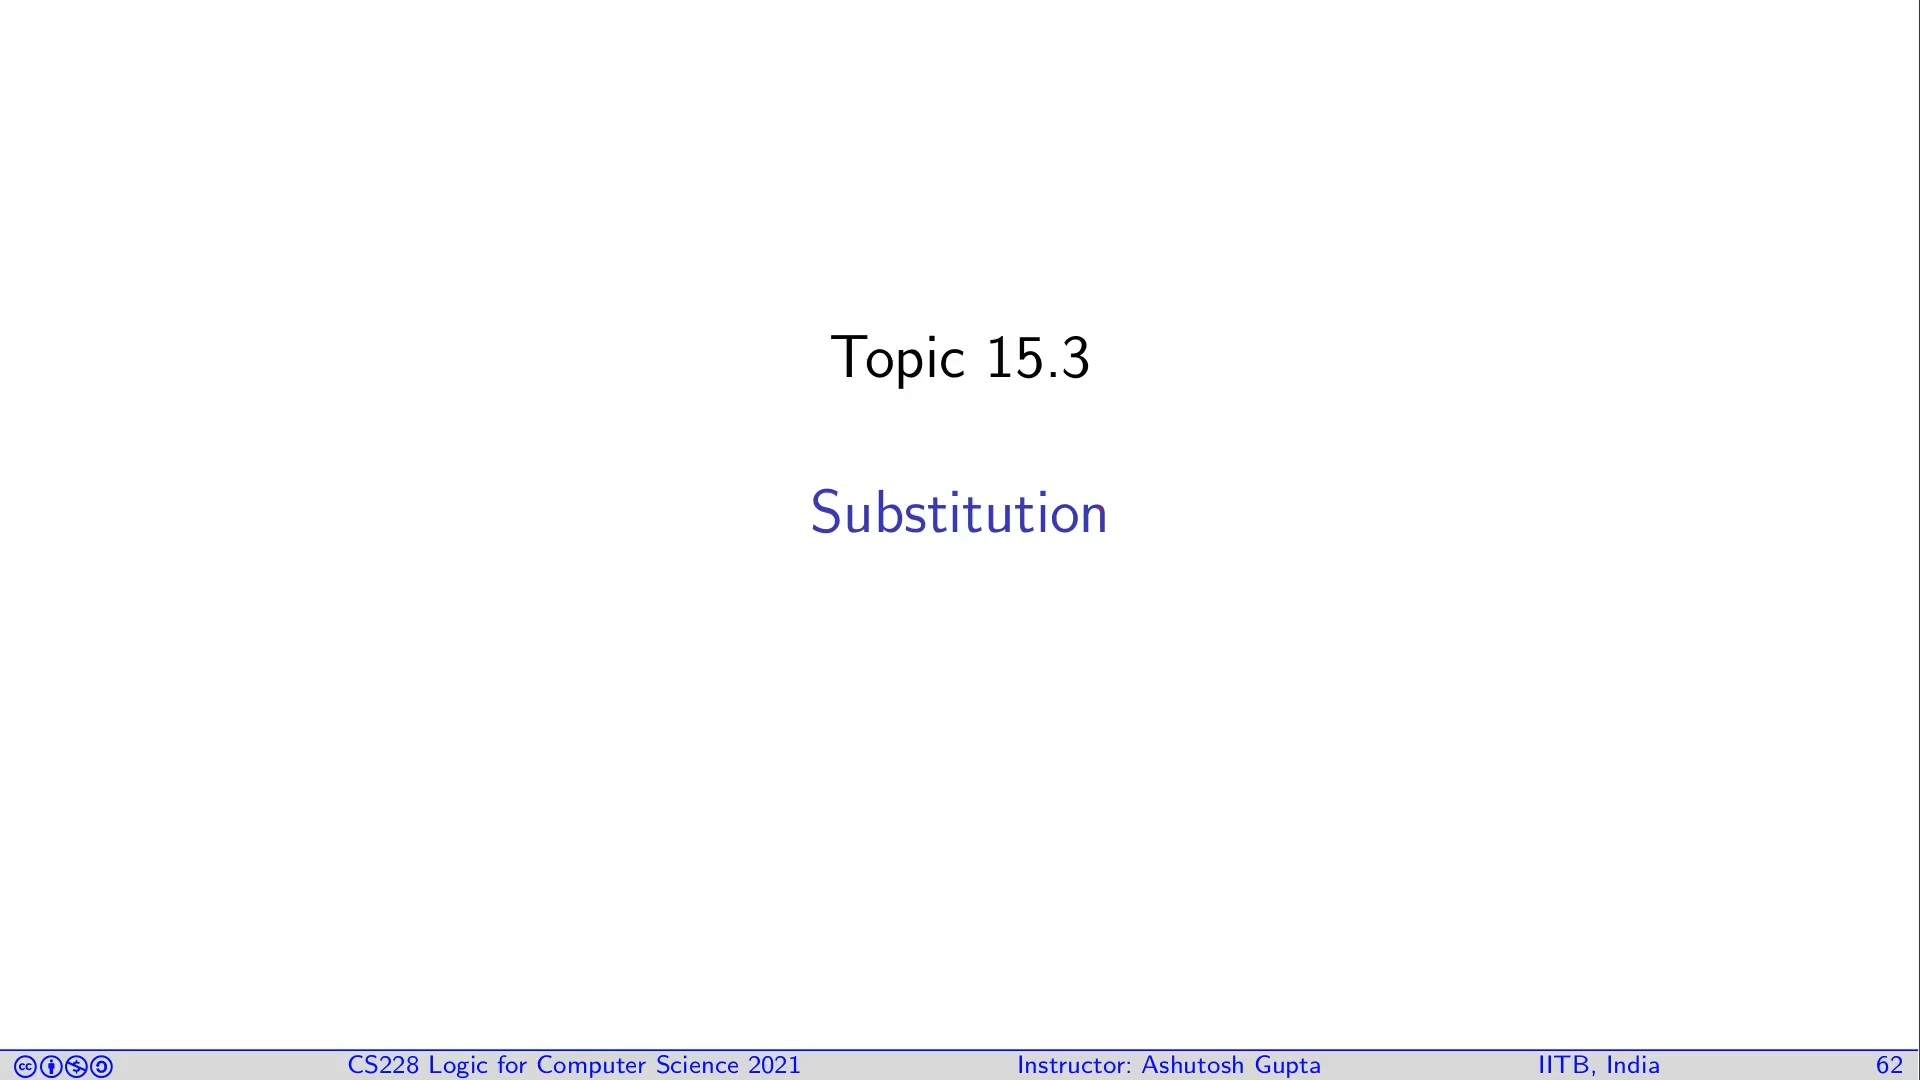 Topic 15.3
Substitution
CS228 Logic for Computer Science 2021 Instructor: Ashutosh Gupta IITB, India 62